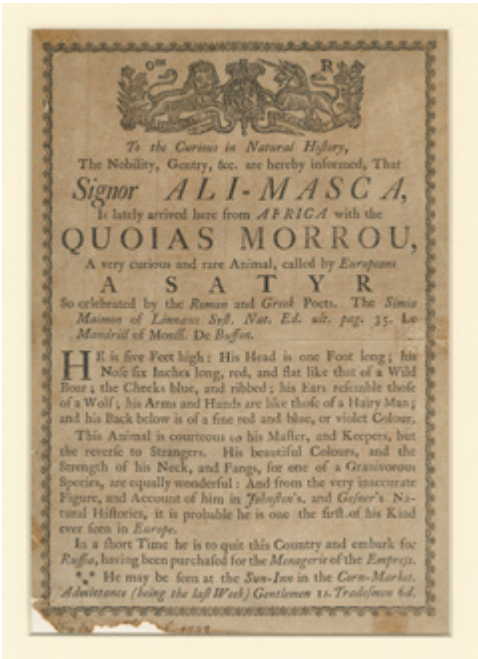 G III R
To the Curious in Natural History,
The Nobility, Gentry, &c. are hereby informed, That
Signor ALI-MASCA,
Is lately arrived here from AFRICA with the
QUOIAS MORROU,
A very curious and rare Animal, called by Europeans
A SATYR
So celebrated by the Roman and Greek Poets. The Simia
Maimon of Linnæus Syst. Nat. Ed. ult. pag. 35. Le
Mandril of Mons. De Buffon.
HE is five Feet high: His Head is one Foot long; his
Nose six Inches long, red, and flat like that of a Wild
Boar; the Cheeks blue, and ribbed; his Ears resemble those
of a Wolf; his Arms and Hands are like those of a Hairy Man;
and his Back below is of a fine red and blue, or violet Colour.
This Animal is courteous to his Master, and Keepers, but
the reverse to Strangers. His beautiful Colours, and the
Strength of his Neck, and Fangs, for one of a Granivorous
Species, are equally wonderful: And from the very inaccurate
Figure, and Account of him in Johnston's, and Gesner's Na-
tural Histories, it is probable he is one the first of his Kind
ever seen in Europe.
In a short Time he is to quit this Country and embark for
Russia, having been purchased for the Menagerie of the Empress.
He may be seen at the Sun-Inn in the Corn-Market.
Admittance (being the last Week) Gentlemen 1s. Tradesmen 6d.